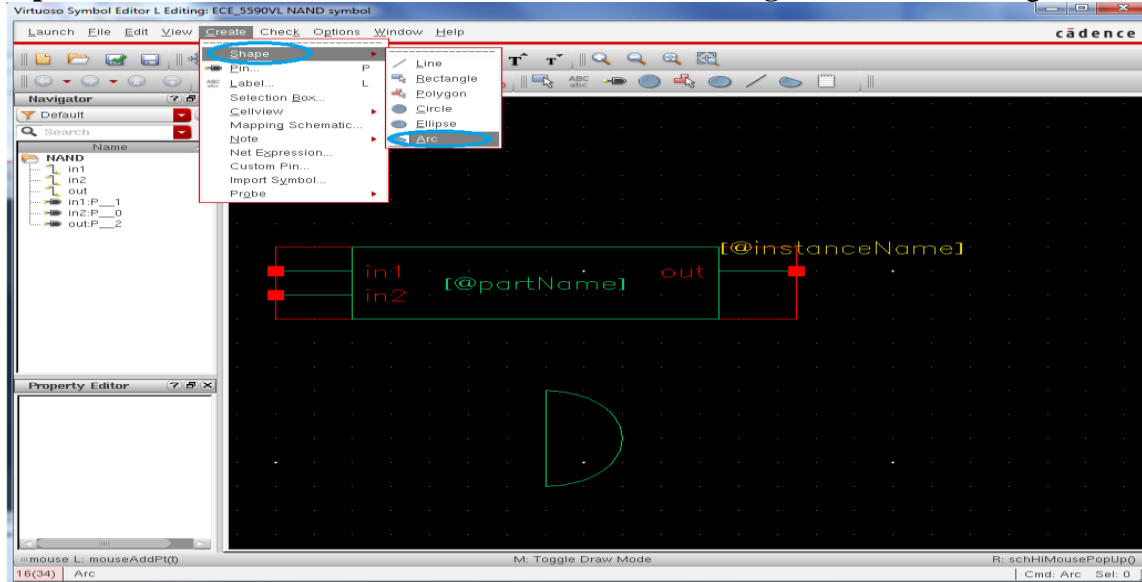 Virtuoso Symbol Editor L Editing: ECE_5590VL NAND symbol
Launch File Edit View Create Check Options Window Help
cādence
Shape
Pin... P
Label... L
Selection Box...
Cellview
Mapping Schematic...
Note
Net Expression...
Custom Pin...
Import Symbol...
Probe
Line
Rectangle
Polygon
Circle
Ellipse
Arc
Navigator
Default
Search
Name
NAND
in1
in2
out
in1:P__1
in2:P__0
out:P__2
[@instanceName]
in1
in2
[@partName]
out
Property Editor
mouse L: mouseAddPt(t) M: Toggle Draw Mode R: schHiMousePopUp()
16(34) Arc Cmd: Arc Sel: 0